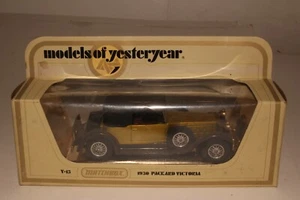 models of yesteryear
Y-15
MATCHBOX
1930 PACKARD VICTORIA